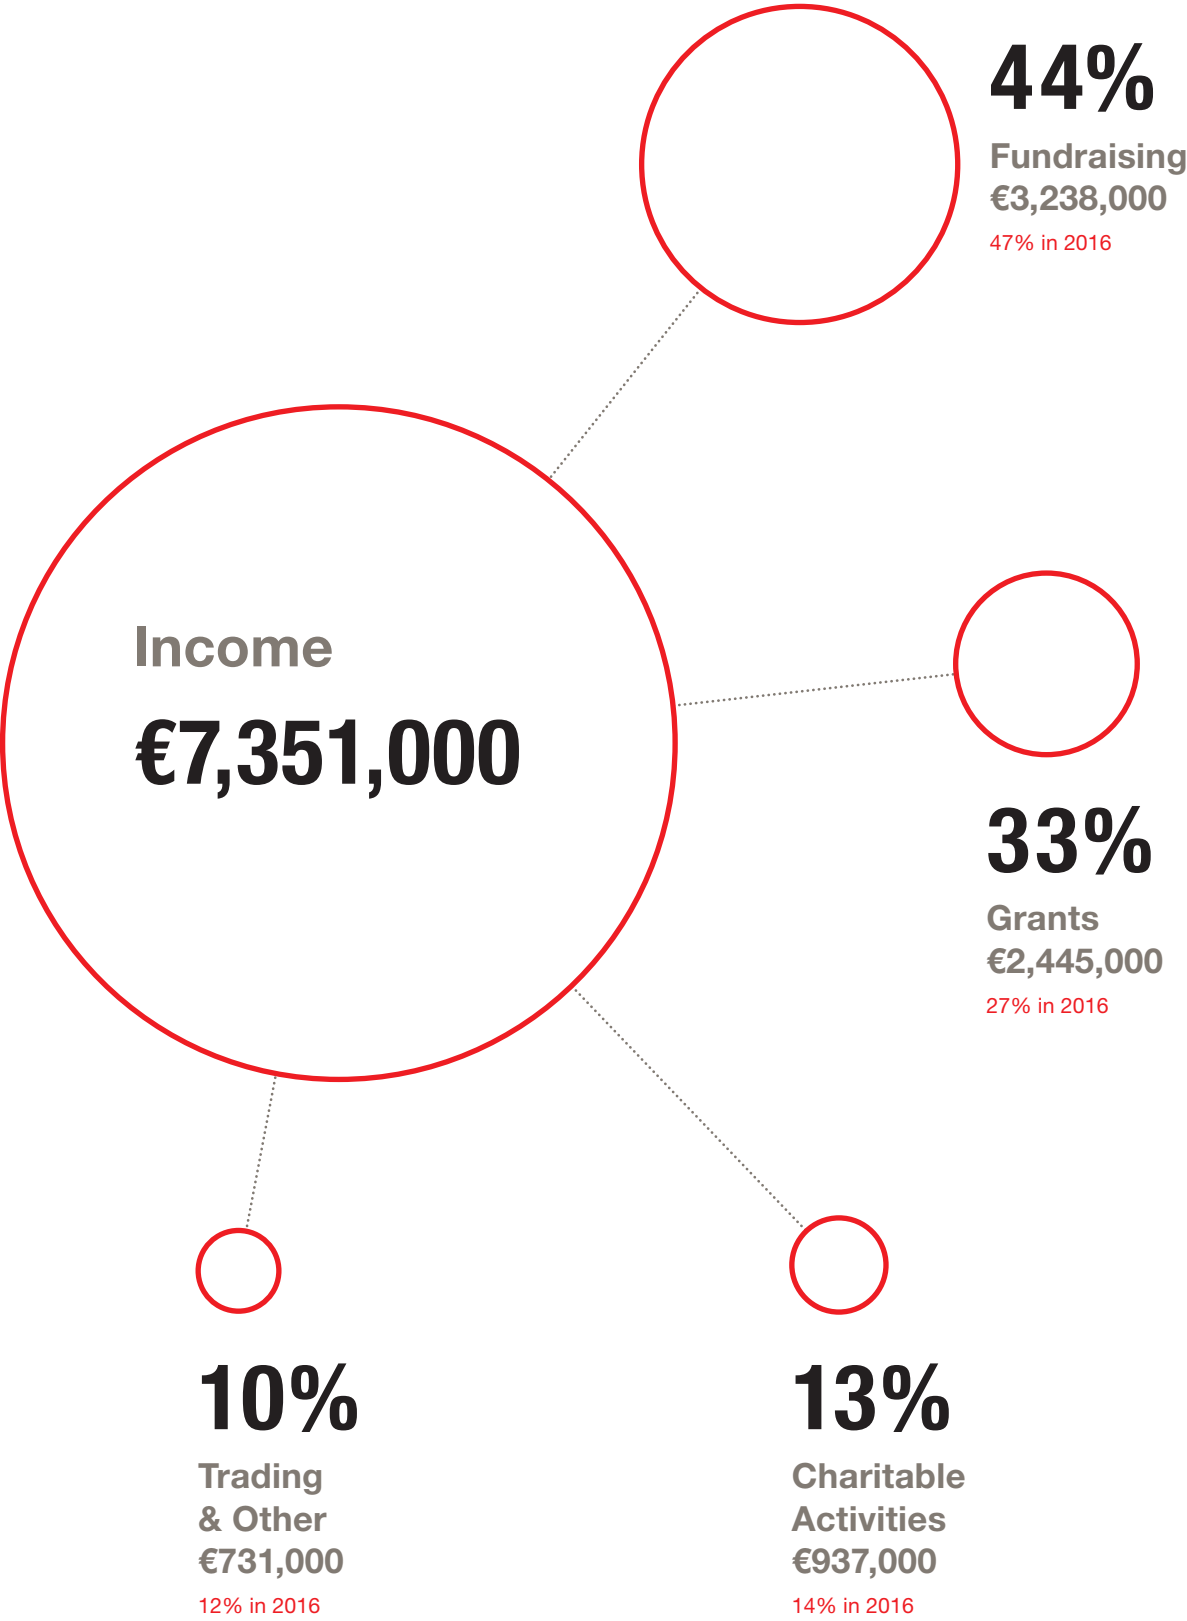 44%
Fundraising
€3,238,000
47% in 2016
Income
€7,351,000
33%
Grants
€2,445,000
27% in 2016
10%
Trading
& Other
€731,000
12% in 2016
13%
Charitable
Activities
€937,000
14% in 2016